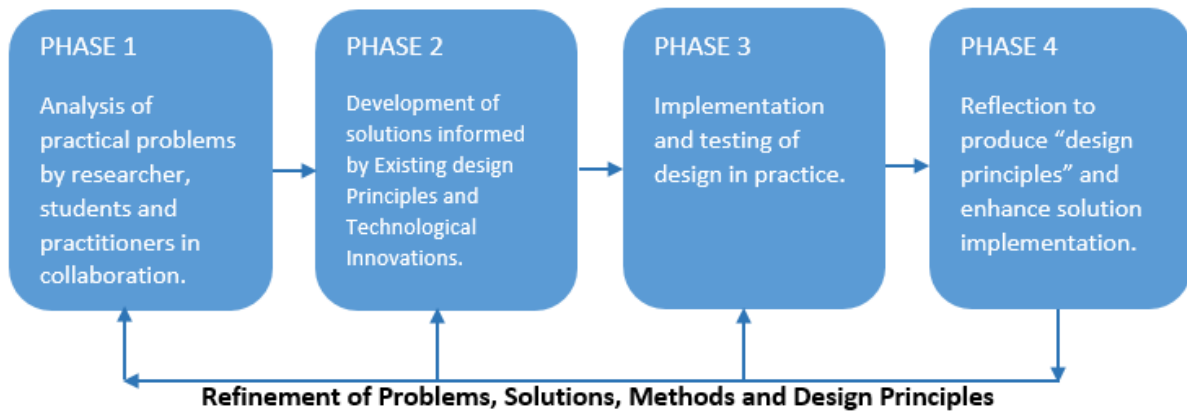 PHASE 1
Analysis of
practical problems
by researcher,
students and
practitioners in
collaboration.
PHASE 2
Development of
solutions informed
by Existing design
Principles and
Technological
Innovations.
PHASE 3
Implementation
and testing of
design in practice.
PHASE 4
Reflection to
produce “design
principles” and
enhance solution
implementation.
Refinement of Problems, Solutions, Methods and Design Principles